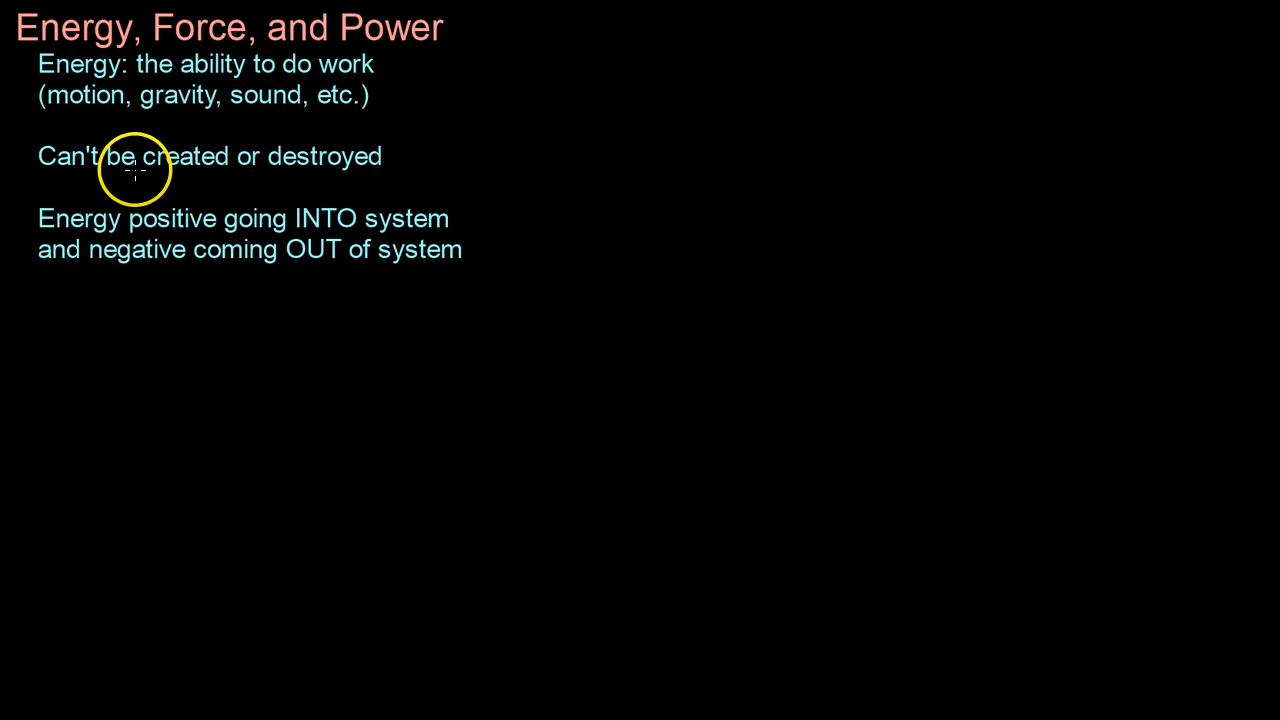 Energy, Force, and Power
Energy: the ability to do work
(motion, gravity, sound, etc.)
Can't be created or destroyed
Energy positive going INTO system
and negative coming OUT of system